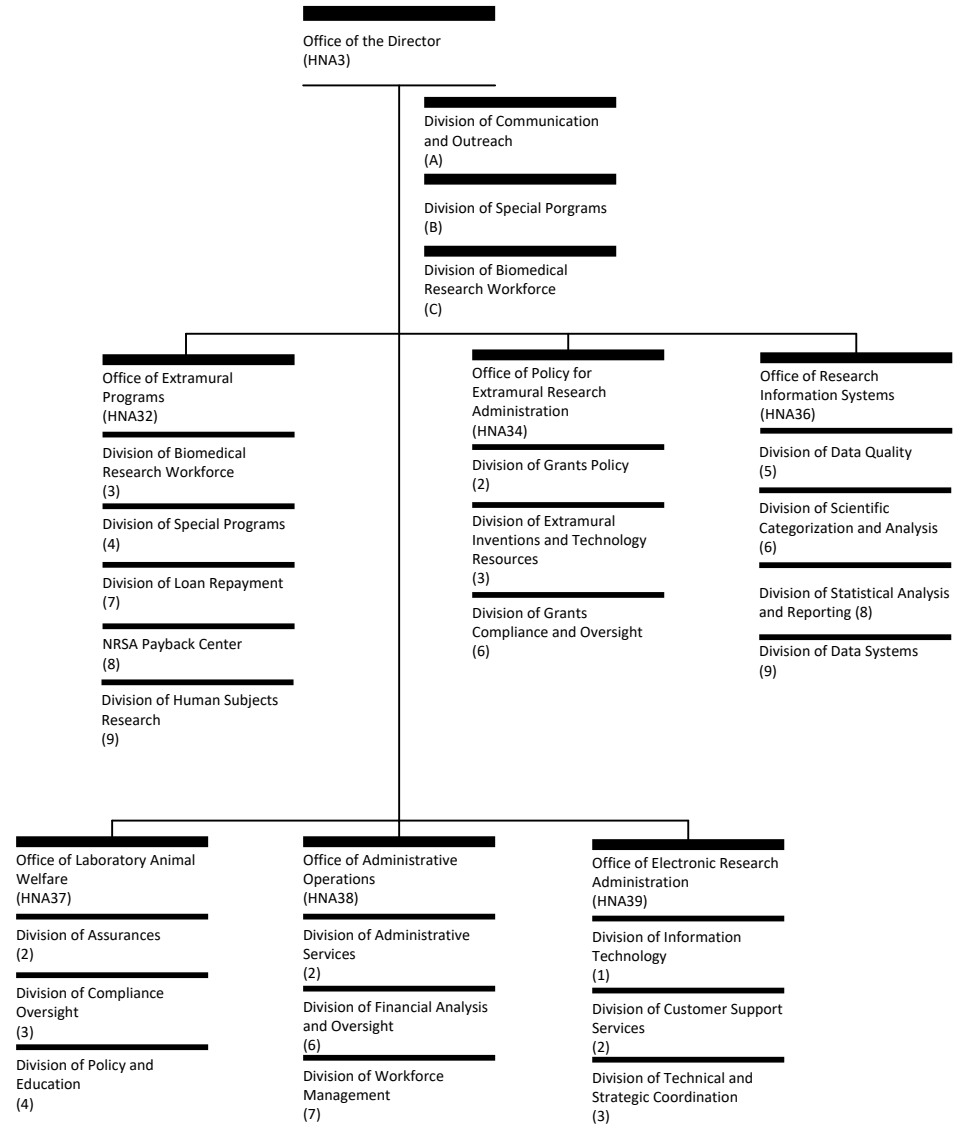 Office of the Director
(HNA3)
Division of Communication
and Outreach
(A)
Division of Special Porgrams
(B)
Division of Biomedical
Research Workforce
(C)
Office of Extramural
Programs
(HNA32)
Division of Biomedical
Research Workforce
(3)
Division of Special Programs
(4)
Division of Loan Repayment
(7)
NRSA Payback Center
(8)
Division of Human Subjects
Research
(9)
Office of Policy for
Extramural Research
Administration
(HNA34)
Division of Grants Policy
(2)
Division of Extramural
Inventions and Technology
Resources
(3)
Division of Grants
Compliance and Oversight
(6)
Office of Research
Information Systems
(HNA36)
Division of Data Quality
(5)
Division of Scientific
Categorization and Analysis
(6)
Division of Statistical Analysis
and Reporting (8)
Division of Data Systems
(9)
Office of Laboratory Animal
Welfare
(HNA37)
Division of Assurances
(2)
Division of Compliance
Oversight
(3)
Division of Policy and
Education
(4)
Office of Administrative
Operations
(HNA38)
Division of Administrative
Services
(2)
Division of Financial Analysis
and Oversight
(6)
Division of Workforce
Management
(7)
Office of Electronic Research
Administration
(HNA39)
Division of Information
Technology
(1)
Division of Customer Support
Services
(2)
Division of Technical and
Strategic Coordination
(3)